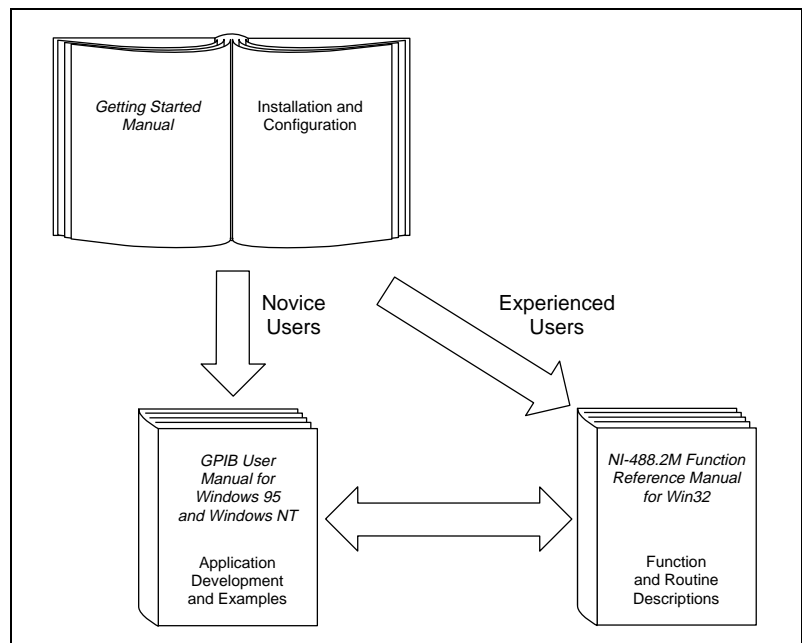 Getting Started
Manual
Installation and
Configuration
Novice
Users
Experienced
Users
GPIB User
Manual for
Windows 95
and Windows NT
Application
Development
and Examples
NI-488.2M Function
Reference Manual
for Win32
Function
and Routine
Descriptions